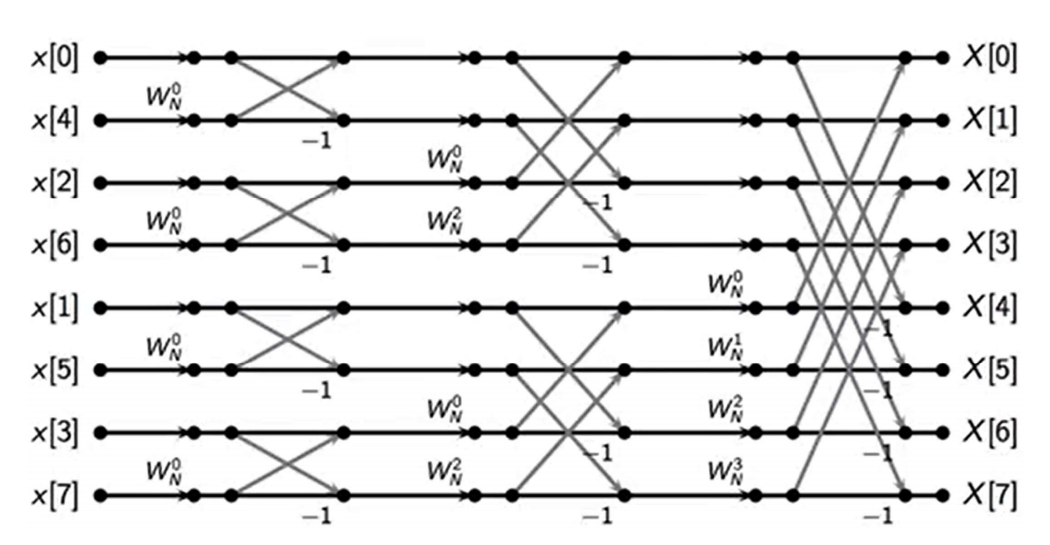 x[0] X[0]
W_N^0
x[4] X[1]
−1
W_N^0
x[2] X[2]
−1
W_N^0 W_N^2
x[6] X[3]
−1 −1
W_N^0
x[1] X[4]
−1
W_N^0 W_N^1
x[5] X[5]
−1 −1
W_N^0 W_N^2
x[3] X[6]
−1 −1
W_N^0 W_N^2 W_N^3
x[7] X[7]
−1 −1 −1